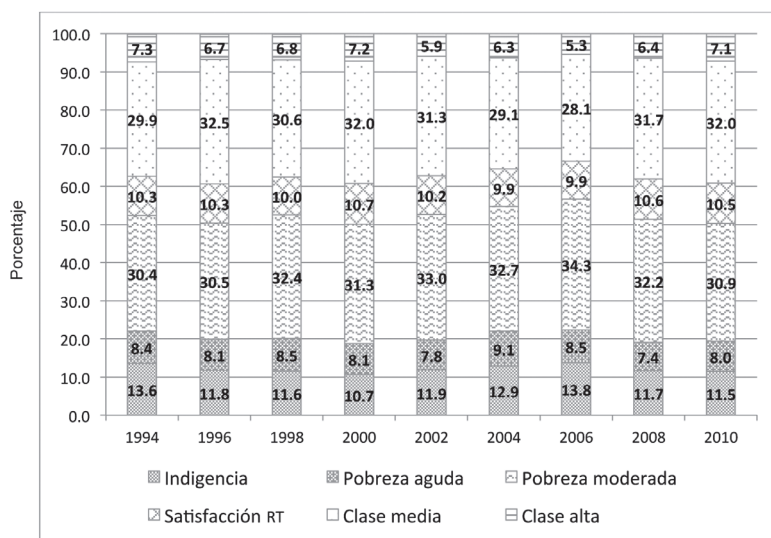 100.0
7.3 6.7 6.8 7.2 5.9 6.3 5.3 6.4 7.1
90.0
80.0
29.9 32.5 30.6 32.0 31.3 29.1 28.1 31.7 32.0
70.0
60.0
10.3 10.3 10.0 10.7 10.2 9.9 9.9 10.6 10.5
50.0
Porcentaje
40.0
30.4 30.5 32.4 31.3 33.0 32.7 34.3 32.2 30.9
30.0
20.0
8.4 8.1 8.5 8.1 7.8 9.1 8.5 7.4 8.0
10.0
13.6 11.8 11.6 10.7 11.9 12.9 13.8 11.7 11.5
0.0
1994 1996 1998 2000 2002 2004 2006 2008 2010
Indigencia Pobreza aguda Pobreza moderada
Satisfacción RT Clase media Clase alta